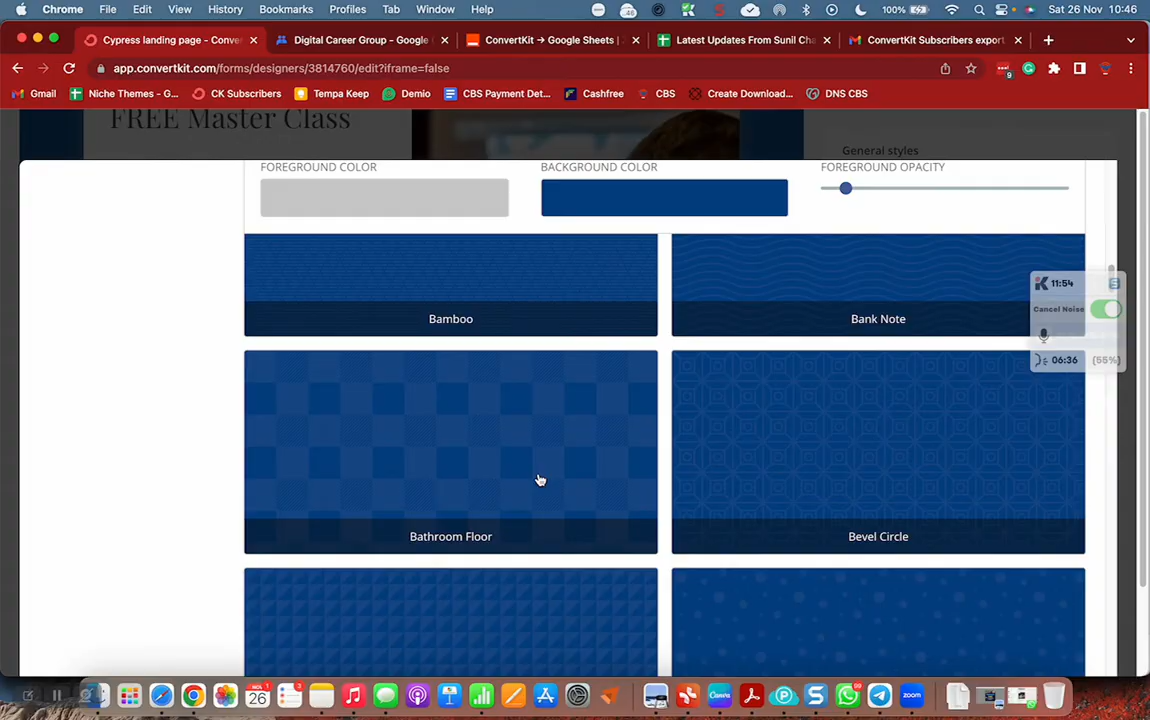 Chrome File Edit View History Bookmarks Profiles Tab Window Help 100% Sat 26 Nov 10:46
Cypress landing page - Conver Digital Career Group - Google ConvertKit → Google Sheets | Latest Updates From Sunil Cha ConvertKit Subscribers export
app.convertkit.com/forms/designers/3814760/edit?iframe=false
Gmail Niche Themes - G... CK Subscribers Tempa Keep Demio CBS Payment Det... Cashfree CBS Create Download... DNS CBS
FREE Master Class
General styles
FOREGROUND COLOR BACKGROUND COLOR FOREGROUND OPACITY
Bamboo Bank Note
11:54
Cancel Noise
06:36 (55%)
Bathroom Floor Bevel Circle